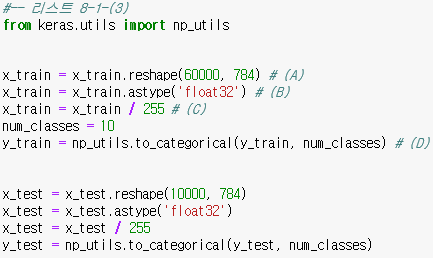 #-- 리스트 8-1-(3)
from keras.utils import np_utils
x_train = x_train.reshape(60000, 784) # (A)
x_train = x_train.astype('float32') # (B)
x_train = x_train / 255 # (C)
num_classes = 10
y_train = np_utils.to_categorical(y_train, num_classes) # (D)
x_test = x_test.reshape(10000, 784)
x_test = x_test.astype('float32')
x_test = x_test / 255
y_test = np_utils.to_categorical(y_test, num_classes)